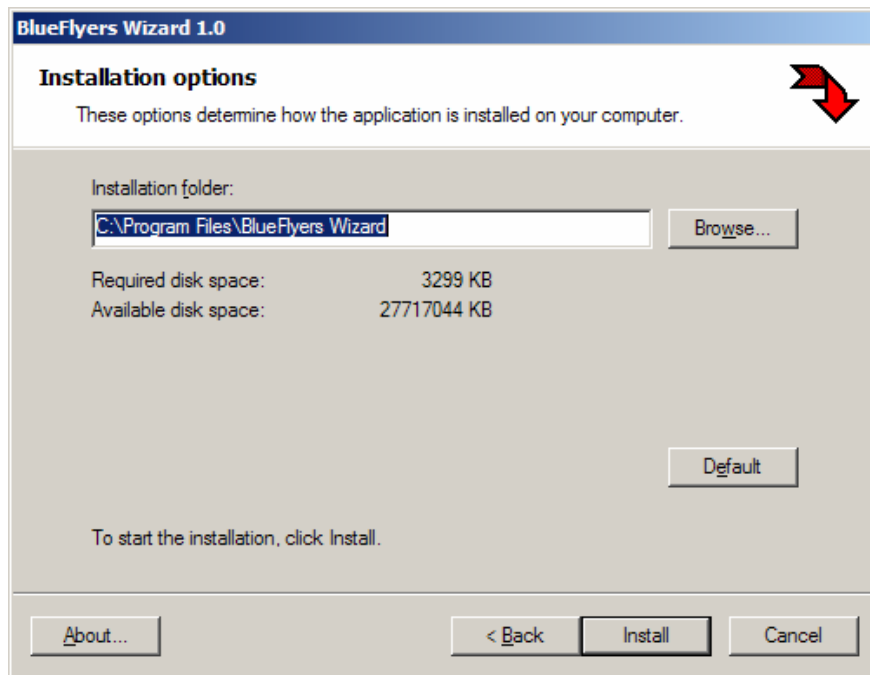 BlueFlyers Wizard 1.0
Installation options
These options determine how the application is installed on your computer.
Installation folder:
C:\Program Files\BlueFlyers Wizard
Browse...
Required disk space: 3299 KB
Available disk space: 27717044 KB
Default
To start the installation, click Install.
About... < Back Install Cancel